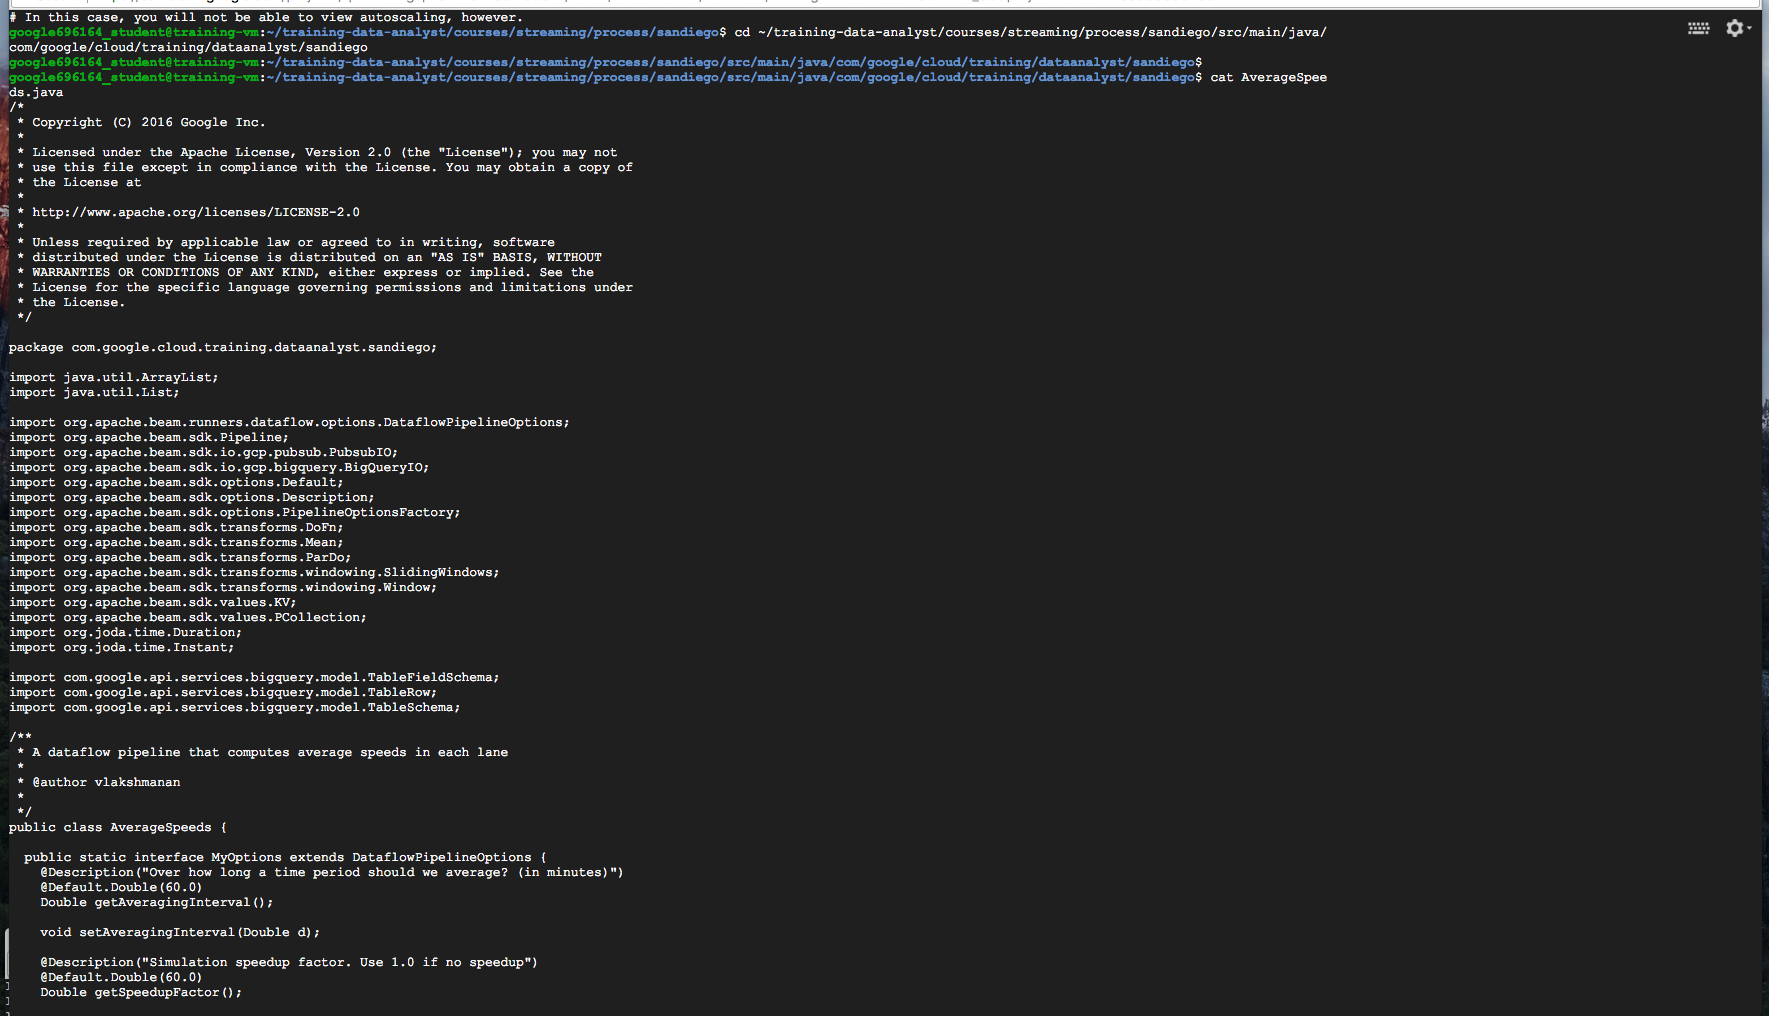 # In this case, you will not be able to view autoscaling, however.
google696164_student@training-vm:~/training-data-analyst/courses/streaming/process/sandiego$ cd ~/training-data-analyst/courses/streaming/process/sandiego/src/main/java/
com/google/cloud/training/dataanalyst/sandiego
google696164_student@training-vm:~/training-data-analyst/courses/streaming/process/sandiego/src/main/java/com/google/cloud/training/dataanalyst/sandiego$
google696164_student@training-vm:~/training-data-analyst/courses/streaming/process/sandiego/src/main/java/com/google/cloud/training/dataanalyst/sandiego$ cat AverageSpee
ds.java
/*
 * Copyright (C) 2016 Google Inc.
 *
 * Licensed under the Apache License, Version 2.0 (the "License"); you may not
 * use this file except in compliance with the License. You may obtain a copy of
 * the License at
 *
 * http://www.apache.org/licenses/LICENSE-2.0
 *
 * Unless required by applicable law or agreed to in writing, software
 * distributed under the License is distributed on an "AS IS" BASIS, WITHOUT
 * WARRANTIES OR CONDITIONS OF ANY KIND, either express or implied. See the
 * License for the specific language governing permissions and limitations under
 * the License.
 */
package com.google.cloud.training.dataanalyst.sandiego;
import java.util.ArrayList;
import java.util.List;
import org.apache.beam.runners.dataflow.options.DataflowPipelineOptions;
import org.apache.beam.sdk.Pipeline;
import org.apache.beam.sdk.io.gcp.pubsub.PubsubIO;
import org.apache.beam.sdk.io.gcp.bigquery.BigQueryIO;
import org.apache.beam.sdk.options.Default;
import org.apache.beam.sdk.options.Description;
import org.apache.beam.sdk.options.PipelineOptionsFactory;
import org.apache.beam.sdk.transforms.DoFn;
import org.apache.beam.sdk.transforms.Mean;
import org.apache.beam.sdk.transforms.ParDo;
import org.apache.beam.sdk.transforms.windowing.SlidingWindows;
import org.apache.beam.sdk.transforms.windowing.Window;
import org.apache.beam.sdk.values.KV;
import org.apache.beam.sdk.values.PCollection;
import org.joda.time.Duration;
import org.joda.time.Instant;
import com.google.api.services.bigquery.model.TableFieldSchema;
import com.google.api.services.bigquery.model.TableRow;
import com.google.api.services.bigquery.model.TableSchema;
/**
 * A dataflow pipeline that computes average speeds in each lane
 *
 * @author vlakshmanan
 *
 */
public class AverageSpeeds {
  public static interface MyOptions extends DataflowPipelineOptions {
    @Description("Over how long a time period should we average? (in minutes)")
    @Default.Double(60.0)
    Double getAveragingInterval();
    void setAveragingInterval(Double d);
    @Description("Simulation speedup factor. Use 1.0 if no speedup")
    @Default.Double(60.0)
    Double getSpeedupFactor();